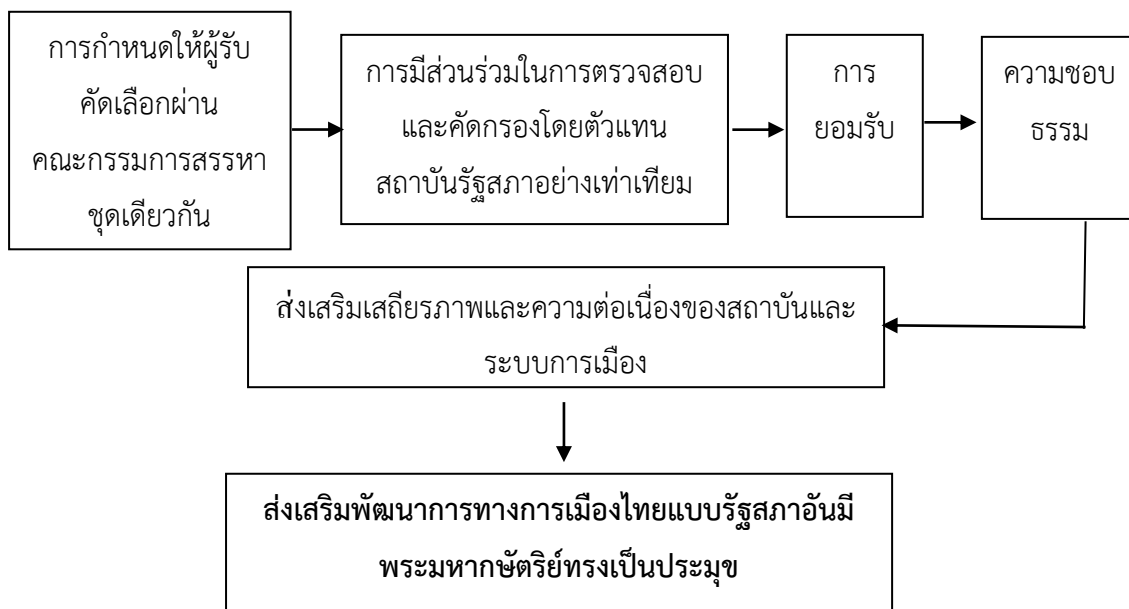 การกำหนดให้ผู้รับ
คัดเลือกผ่าน
คณะกรรมการสรรหา
ชุดเดียวกัน
การมีส่วนร่วมในการตรวจสอบ
และคัดกรองโดยตัวแทน
สถาบันรัฐสภาอย่างเท่าเทียม
การ
ยอมรับ
ความชอบ
ธรรม
ส่งเสริมเสถียรภาพและความต่อเนื่องของสถาบันและ
ระบบการเมือง
ส่งเสริมพัฒนาการทางการเมืองไทยแบบรัฐสภาอันมี
พระมหากษัตริย์ทรงเป็นประมุข